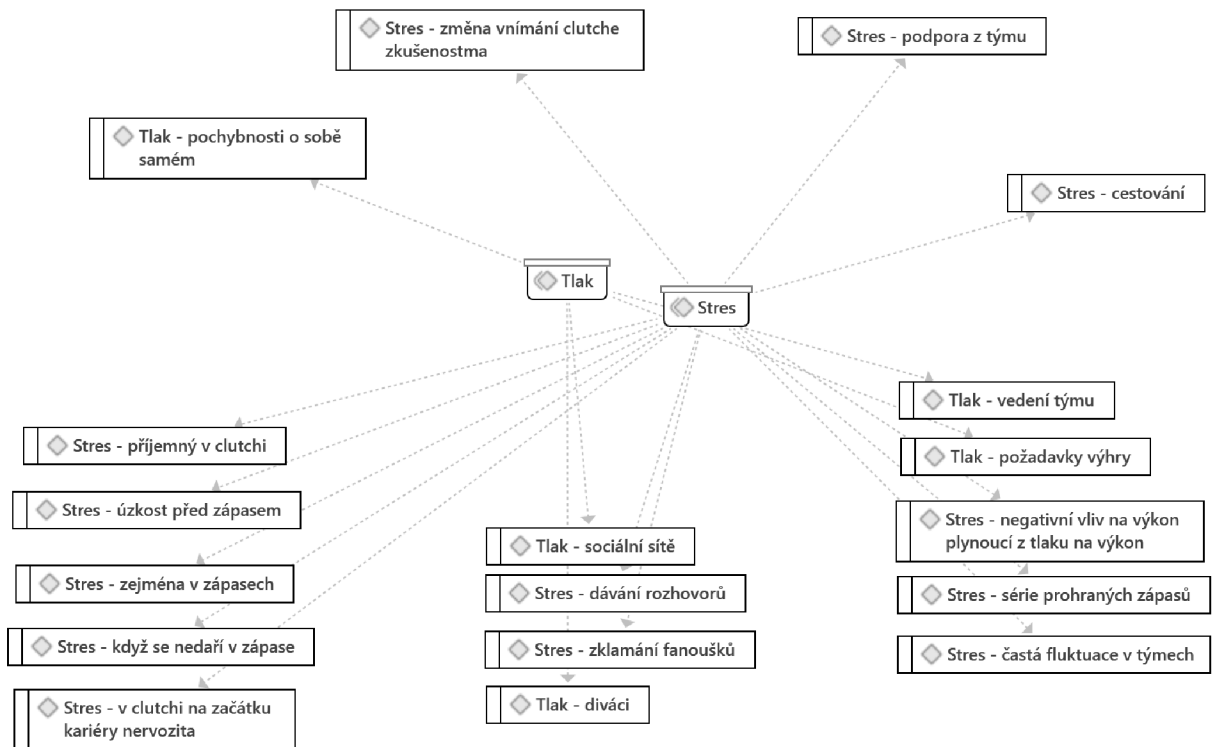 Stres - změna vnímání clutche
zkušenostma
Stres - podpora z týmu
Tlak - pochybnosti o sobě
samém
Stres - cestování
Tlak
Stres
Tlak - vedení týmu
Stres - příjemný v clutchi
Tlak - požadavky výhry
Stres - úzkost před zápasem
Stres - negativní vliv na výkon
plynoucí z tlaku na výkon
Tlak - sociální sítě
Stres - zejména v zápasech
Stres - dávání rozhovorů
Stres - série prohraných zápasů
Stres - když se nedaří v zápase
Stres - zklamání fanoušků
Stres - častá fluktuace v týmech
Stres - v clutchi na začátku
kariéry nervozita
Tlak - diváci